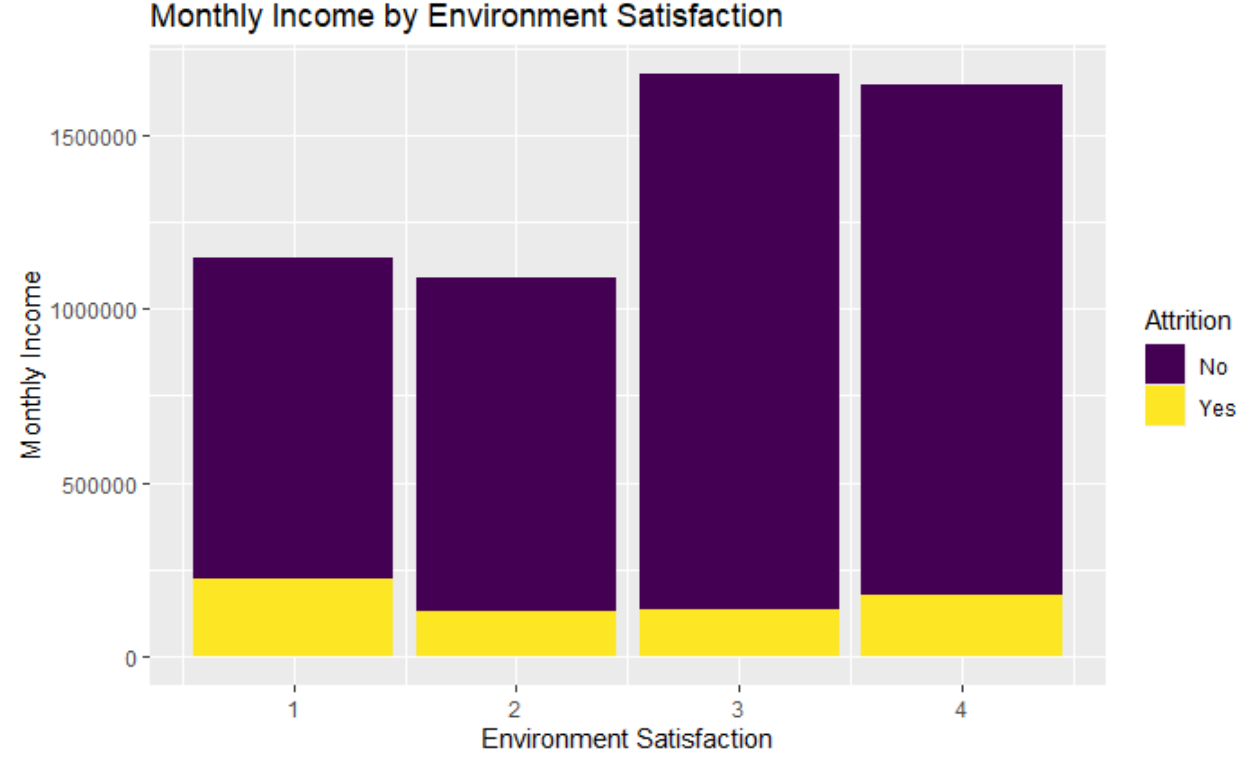 Monthly Income by Environment Satisfaction
Monthly Income
1500000
1000000
500000
0
1
2
3
4
Environment Satisfaction
Attrition
No
Yes